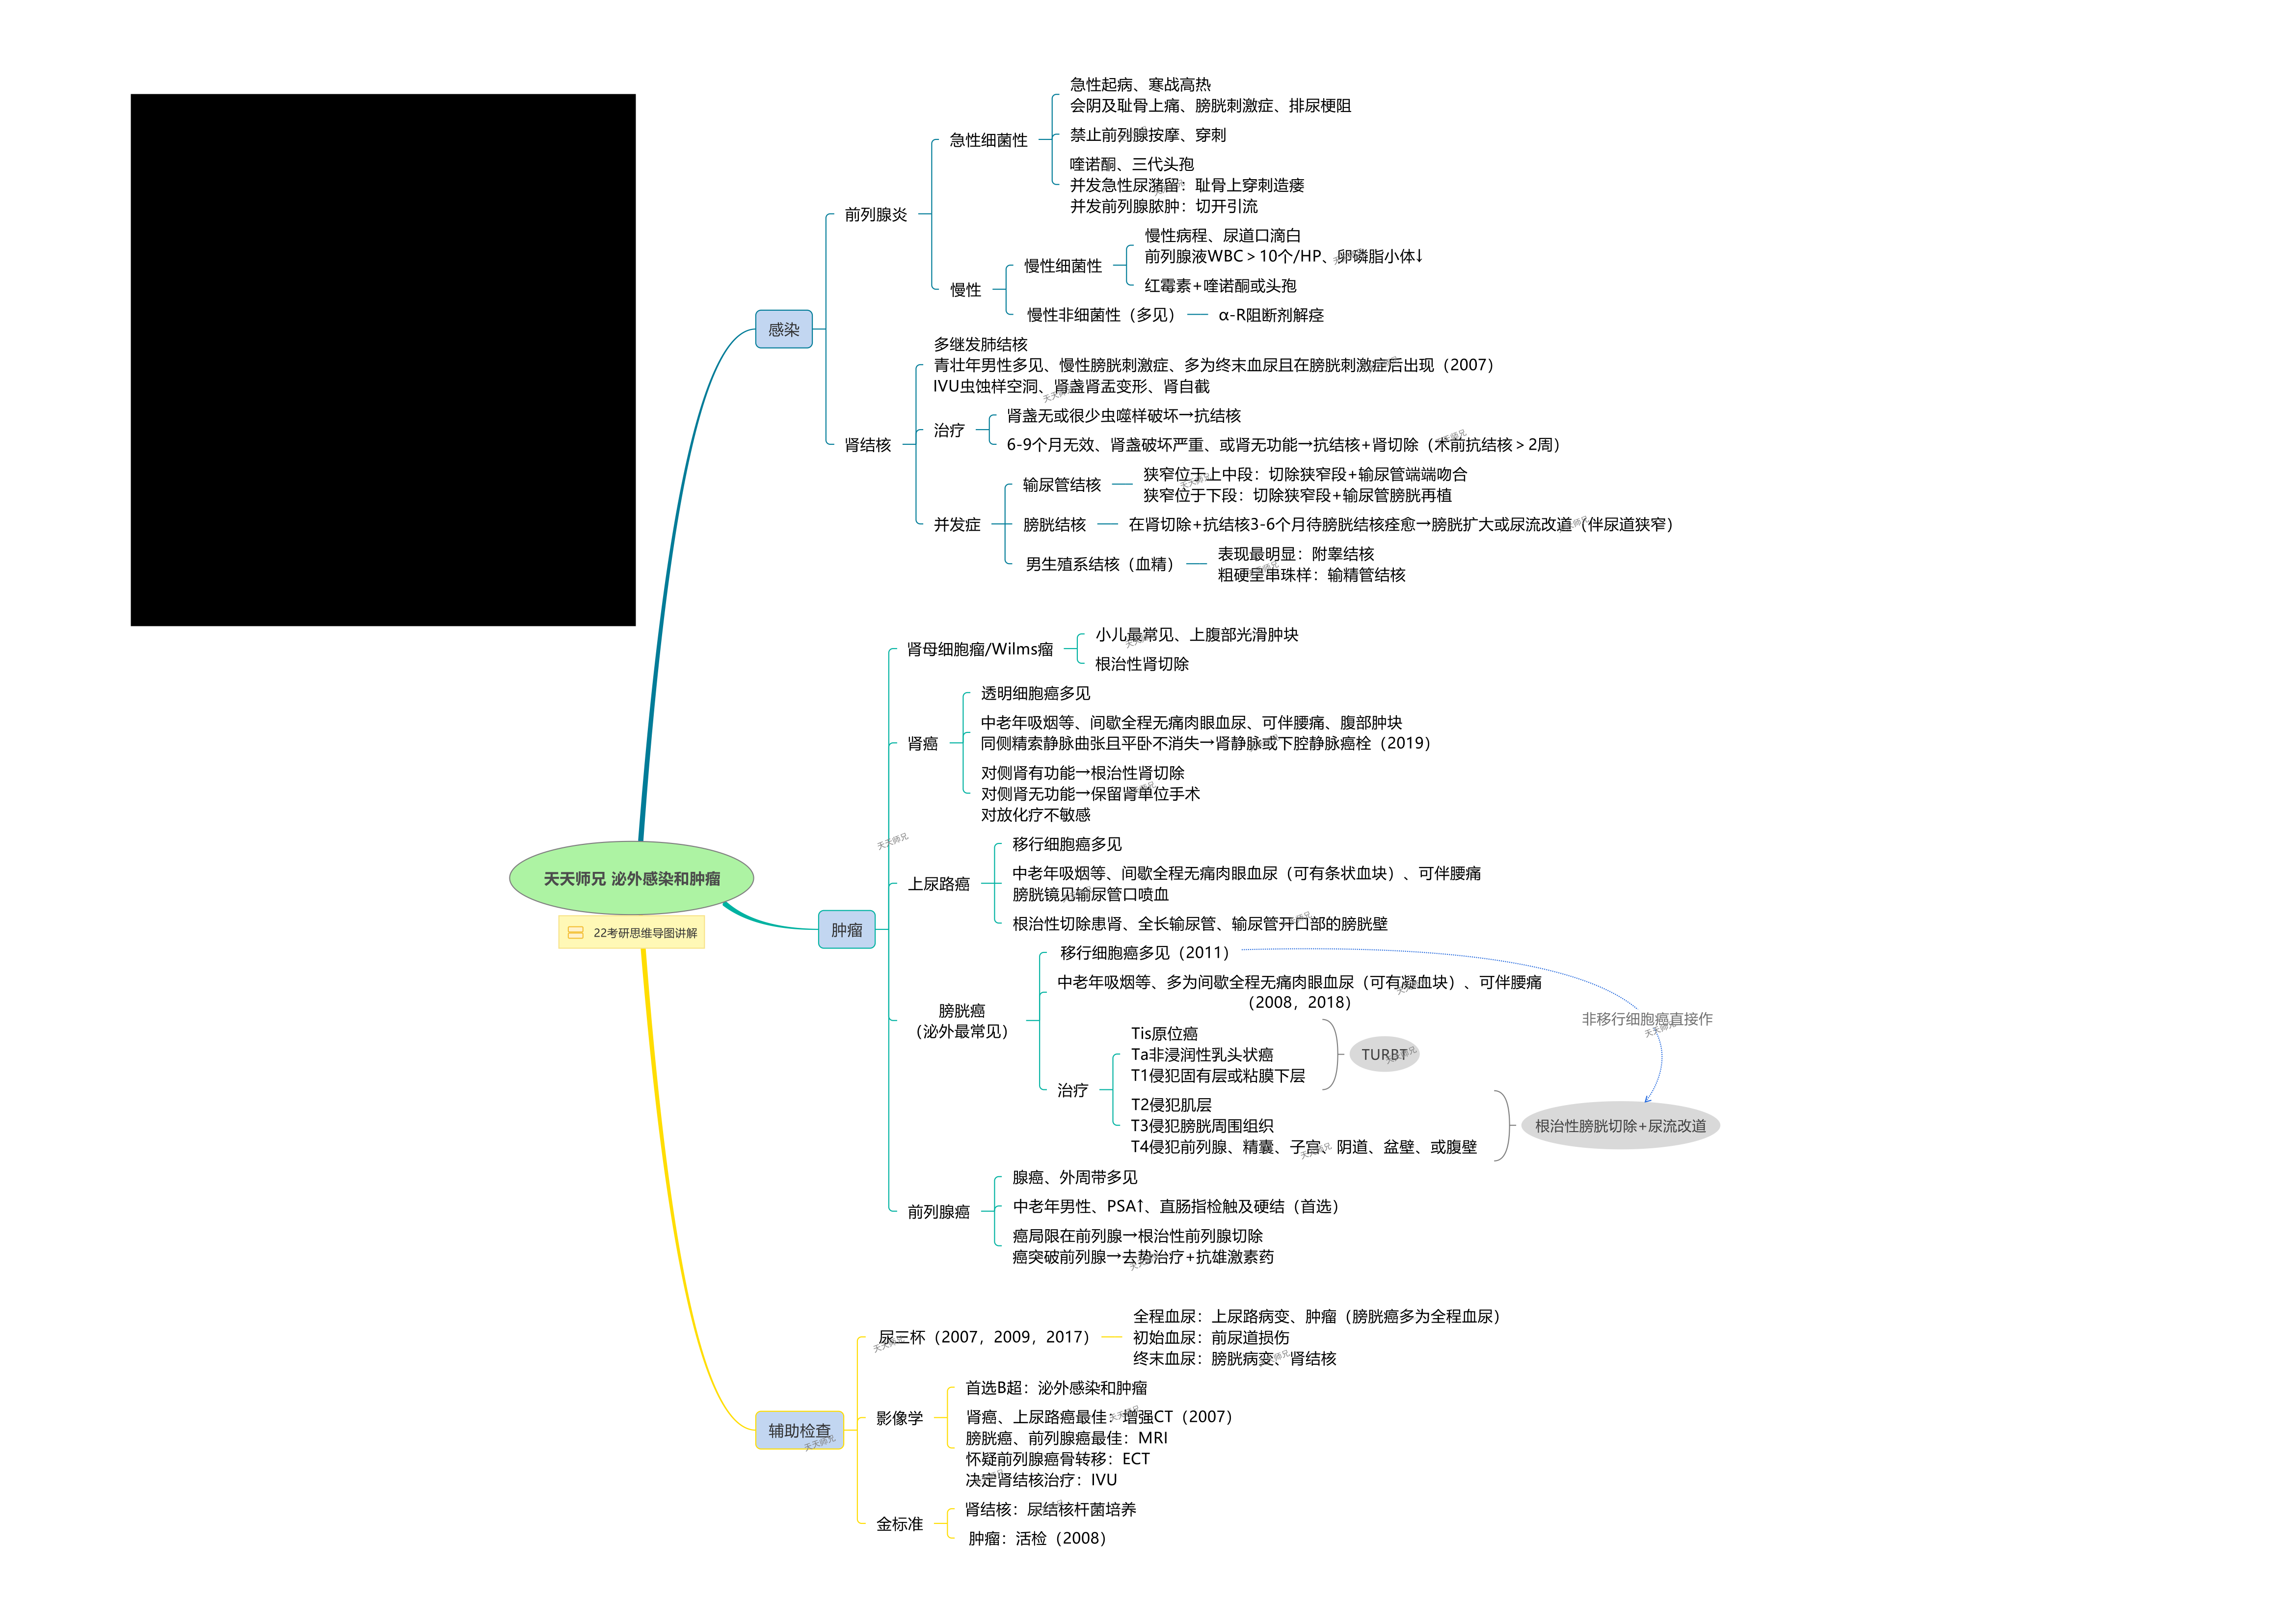 天天师兄 泌外感染和肿瘤
22考研思维导图讲解
感染
前列腺炎
急性细菌性
急性起病、寒战高热
会阴及耻骨上痛、膀胱刺激症、排尿梗阻
禁止前列腺按摩、穿刺
喹诺酮、三代头孢
并发急性尿潴留：耻骨上穿刺造瘘
并发前列腺脓肿：切开引流
慢性
慢性细菌性
慢性病程、尿道口滴白
前列腺液WBC＞10个/HP、卵磷脂小体↓
红霉素+喹诺酮或头孢
慢性非细菌性（多见）
α-R阻断剂解痉
肾结核
多继发肺结核
青壮年男性多见、慢性膀胱刺激症、多为终末血尿且在膀胱刺激症后出现（2007）
IVU虫蚀样空洞、肾盏肾盂变形、肾自截
治疗
肾盏无或很少虫噬样破坏→抗结核
6-9个月无效、肾盏破坏严重、或肾无功能→抗结核+肾切除（术前抗结核＞2周）
并发症
输尿管结核
狭窄位于上中段：切除狭窄段+输尿管端端吻合
狭窄位于下段：切除狭窄段+输尿管膀胱再植
膀胱结核
在肾切除+抗结核3-6个月待膀胱结核痊愈→膀胱扩大或尿流改道（伴尿道狭窄）
男生殖系结核（血精）
表现最明显：附睾结核
粗硬呈串珠样：输精管结核
肿瘤
肾母细胞瘤/Wilms瘤
小儿最常见、上腹部光滑肿块
根治性肾切除
肾癌
透明细胞癌多见
中老年吸烟等、间歇全程无痛肉眼血尿、可伴腰痛、腹部肿块
同侧精索静脉曲张且平卧不消失→肾静脉或下腔静脉癌栓（2019）
对侧肾有功能→根治性肾切除
对侧肾无功能→保留肾单位手术
对放化疗不敏感
上尿路癌
移行细胞癌多见
中老年吸烟等、间歇全程无痛肉眼血尿（可有条状血块）、可伴腰痛
膀胱镜见输尿管口喷血
根治性切除患肾、全长输尿管、输尿管开口部的膀胱壁
膀胱癌
（泌外最常见）
移行细胞癌多见（2011）
中老年吸烟等、多为间歇全程无痛肉眼血尿（可有凝血块）、可伴腰痛
（2008，2018）
非移行细胞癌直接作
治疗
Tis原位癌
Ta非浸润性乳头状癌
T1侵犯固有层或粘膜下层
TURBT
T2侵犯肌层
T3侵犯膀胱周围组织
T4侵犯前列腺、精囊、子宫、阴道、盆壁、或腹壁
根治性膀胱切除+尿流改道
前列腺癌
腺癌、外周带多见
中老年男性、PSA↑、直肠指检触及硬结（首选）
癌局限在前列腺→根治性前列腺切除
癌突破前列腺→去势治疗+抗雄激素药
辅助检查
尿三杯（2007，2009，2017）
全程血尿：上尿路病变、肿瘤（膀胱癌多为全程血尿）
初始血尿：前尿道损伤
终末血尿：膀胱病变、肾结核
影像学
首选B超：泌外感染和肿瘤
肾癌、上尿路癌最佳：增强CT（2007）
膀胱癌、前列腺癌最佳：MRI
怀疑前列腺癌骨转移：ECT
决定肾结核治疗：IVU
金标准
肾结核：尿结核杆菌培养
肿瘤：活检（2008）
天天师兄